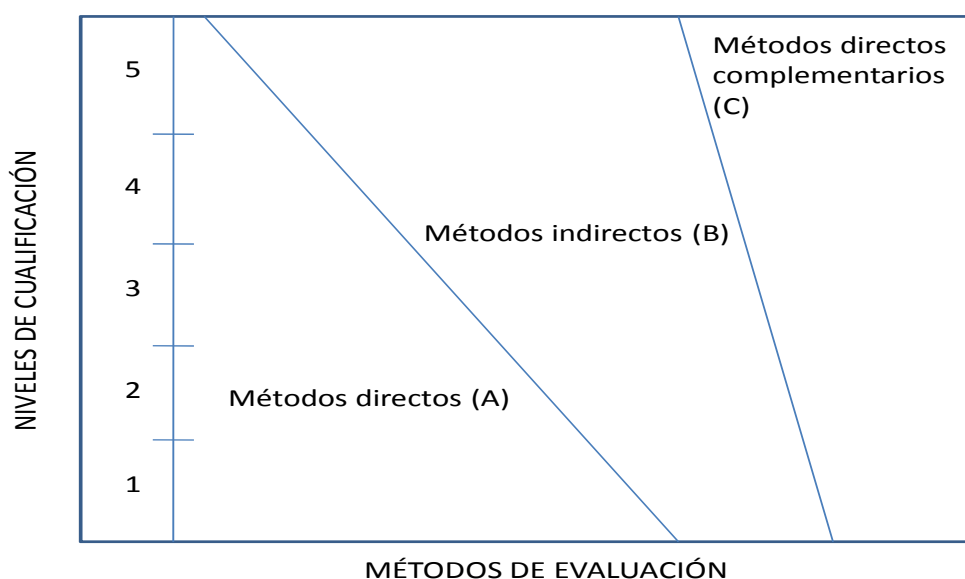 Métodos directos
complementarios
(C)
5
4
Métodos indirectos (B)
3
2
Métodos directos (A)
1
NIVELES DE CUALIFICACIÓN
MÉTODOS DE EVALUACIÓN